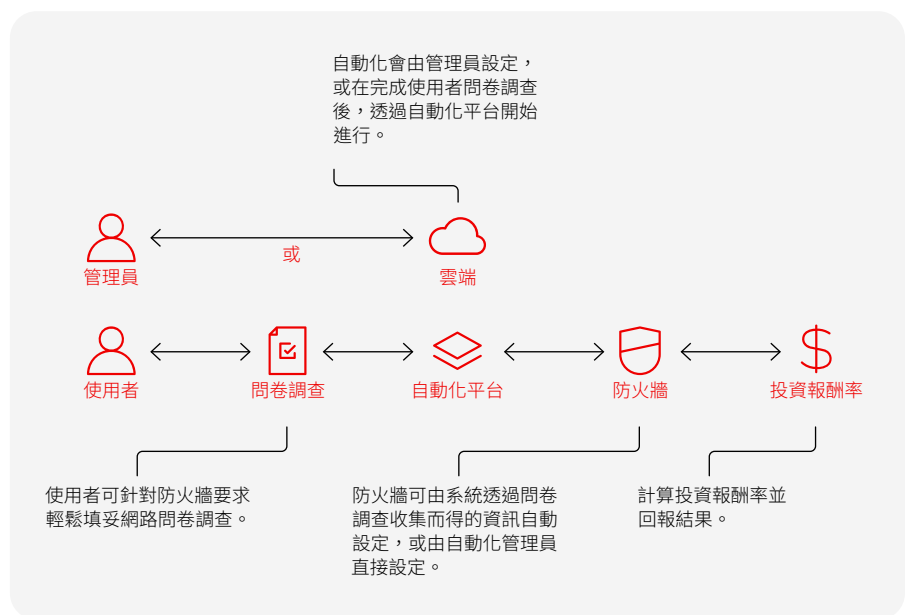 自動化會由管理員設定，
或在完成使用者問卷調查
後，透過自動化平台開始
進行。
或
管理員
雲端
使用者
問卷調查
自動化平台
防火牆
投資報酬率
使用者可針對防火牆要求
輕鬆填妥網路問卷調查。
防火牆可由系統透過問卷
調查收集而得的資訊自動
設定，或由自動化管理員
直接設定。
計算投資報酬率並
回報結果。